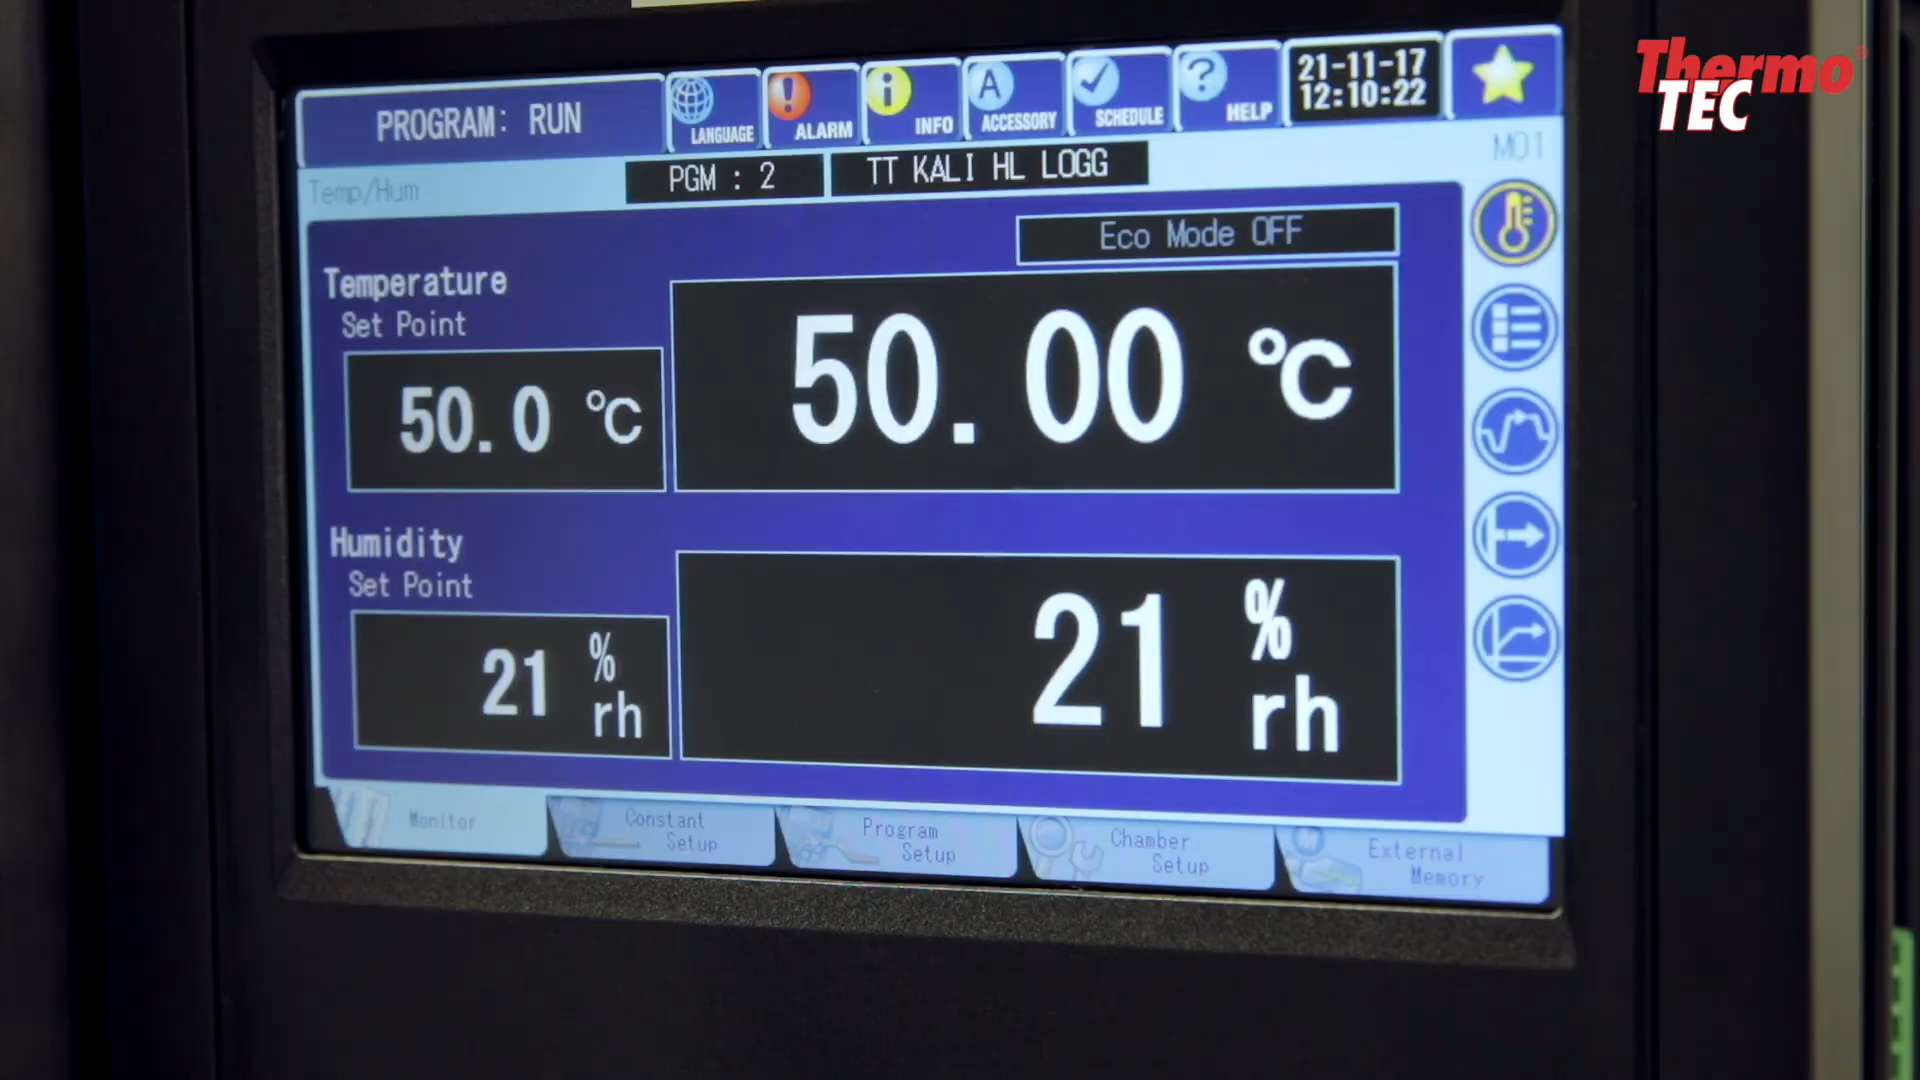 Thermo®
TEC
PROGRAM: RUN
LANGUAGE
ALARM
INFO
ACCESSORY
SCHEDULE
HELP
21-11-17
12:10:22
Temp/Hum
PGM : 2
TT KALI HL LOGG
M01
Eco Mode OFF
Temperature
Set Point
50.0 °C
50.00 °C
Humidity
Set Point
21 % rh
21 % rh
Monitor
Constant
Setup
Program
Setup
Chamber
Setup
External
Memory